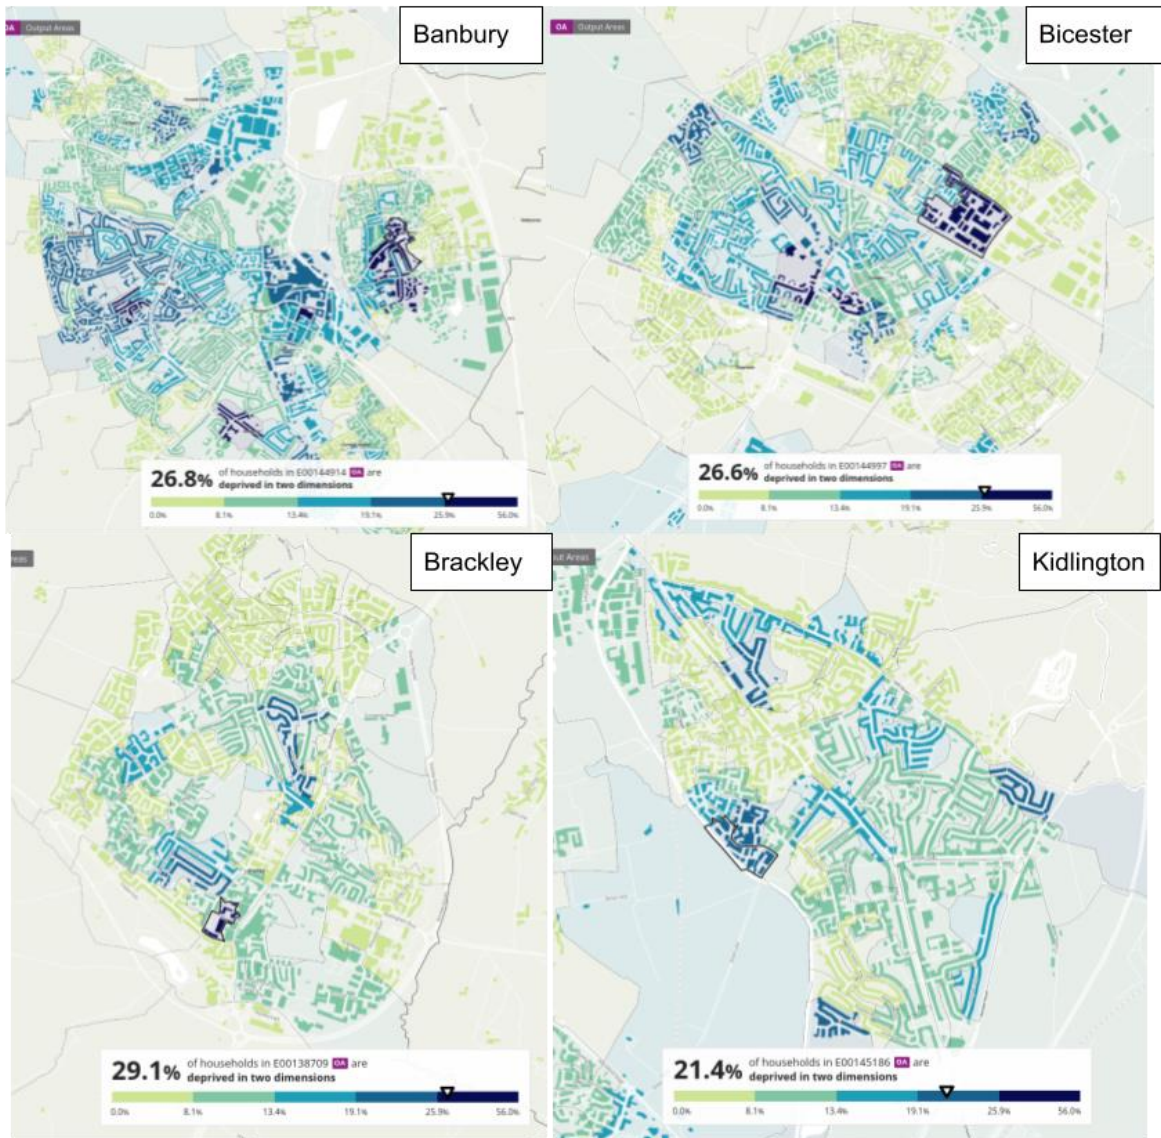 OA Output Areas
Banbury
26.8% of households in E00144914 OA are
deprived in two dimensions
0.0% 8.1% 13.4% 19.1% 25.9% 56.0%
OA Output Areas
Bicester
26.6% of households in E00144997 OA are
deprived in two dimensions
0.0% 8.1% 13.4% 19.1% 25.9% 56.0%
Areas
Brackley
29.1% of households in E00138709 OA are
deprived in two dimensions
0.0% 8.1% 13.4% 19.1% 25.9% 56.0%
Areas
Kidlington
21.4% of households in E00145186 OA are
deprived in two dimensions
0.0% 8.1% 13.4% 19.1% 25.9% 56.0%